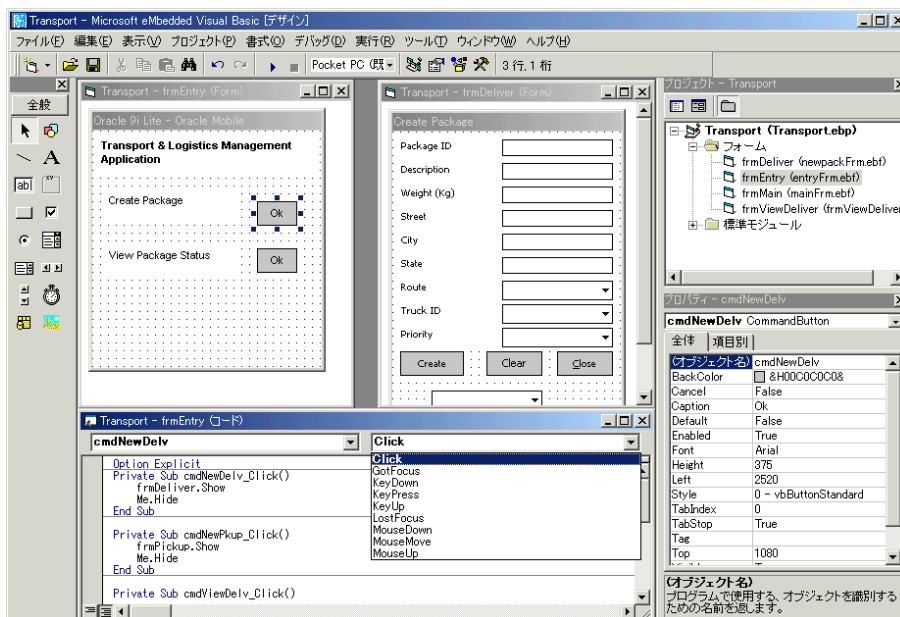 Transport - Microsoft eMbedded Visual Basic [デザイン]
ファイル(F) 編集(E) 表示(V) プロジェクト(P) 書式(O) デバッグ(D) 実行(R) ツール(T) ウィンドウ(W) ヘルプ(H)
Pocket PC (既 3 行, 1 桁
全般
A
ab|
xy
Transport - frmEntry (Form)
Oracle 9i Lite - Oracle Mobile
Transport & Logistics Management
Application
Create Package
Ok
View Package Status
Ok
Transport - frmDeliver (Form)
Create Package
Package ID
Description
Weight (Kg)
Street
City
State
Route
Truck ID
Priority
Create Clear Close
Transport - frmEntry (コード)
cmdNewDelv Click
Click
GotFocus
KeyDown
KeyPress
KeyUp
LostFocus
MouseDown
MouseMove
MouseUp
Option Explicit
Private Sub cmdNewDelv_Click()
frmDeliver.Show
Me.Hide
End Sub
Private Sub cmdNewPkup_Click()
frmPickup.Show
Me.Hide
End Sub
Private Sub cmdViewDelv_Click()
プロジェクト - Transport
Transport (Transport.ebp)
フォーム
frmDeliver (newpackFrm.ebf)
frmEntry (entryFrm.ebf)
frmMain (mainFrm.ebf)
frmViewDeliver (frmViewDeliver
標準モジュール
プロパティ - cmdNewDelv
cmdNewDelv CommandButton
全体 項目別
(オブジェクト名) cmdNewDelv
BackColor &H00C0C0C0&
Cancel False
Caption Ok
Default False
Enabled True
Font Arial
Height 375
Left 2520
Style 0 - vbButtonStandard
TabIndex 0
TabStop True
Tag
Top 1080
(オブジェクト名)
プログラムで使用する、オブジェクトを識別する
ための名前を返します。